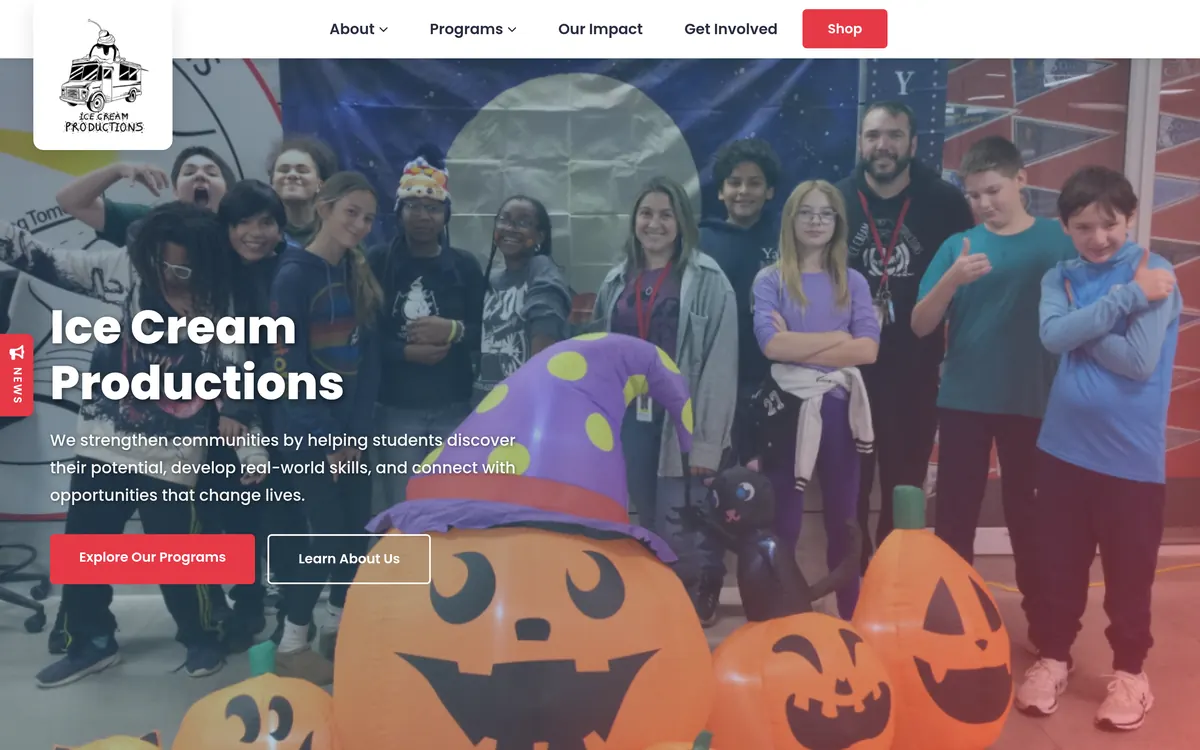 ICE CREAM
PRODUCTIONS
About
Programs
Our Impact
Get Involved
Shop
Y
NEWS
Ice Cream
Productions
We strengthen communities by helping students discover
their potential, develop real-world skills, and connect with
opportunities that change lives.
Explore Our Programs
Learn About Us